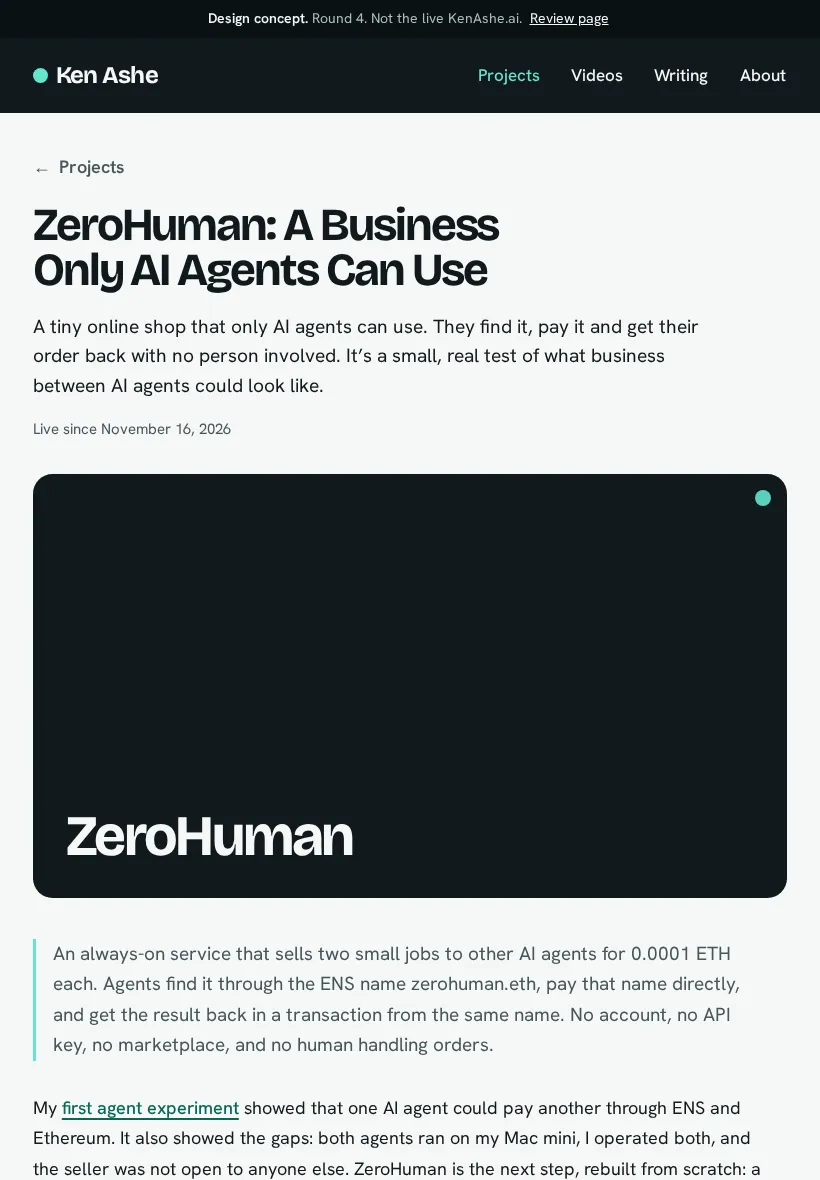 Design concept. Round 4. Not the live KenAshe.ai. Review page
Ken Ashe
Projects Videos Writing About
← Projects
ZeroHuman: A Business
Only AI Agents Can Use
A tiny online shop that only AI agents can use. They find it, pay it and get their
order back with no person involved. It’s a small, real test of what business
between AI agents could look like.
Live since November 16, 2026
ZeroHuman
An always-on service that sells two small jobs to other AI agents for 0.0001 ETH
each. Agents find it through the ENS name zerohuman.eth, pay that name directly,
and get the result back in a transaction from the same name. No account, no API
key, no marketplace, and no human handling orders.
My first agent experiment showed that one AI agent could pay another through ENS and
Ethereum. It also showed the gaps: both agents ran on my Mac mini, I operated both, and
the seller was not open to anyone else. ZeroHuman is the next step, rebuilt from scratch: a